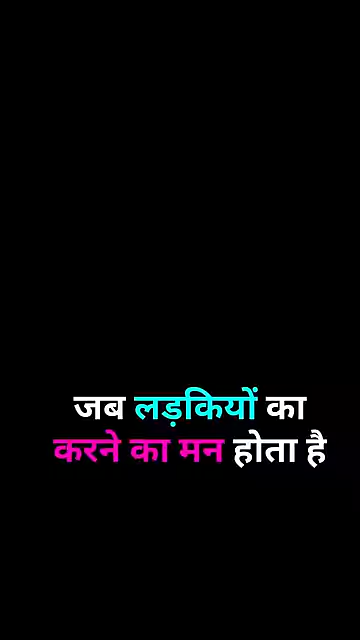 जब लड़कियों का
करने का मन होता है